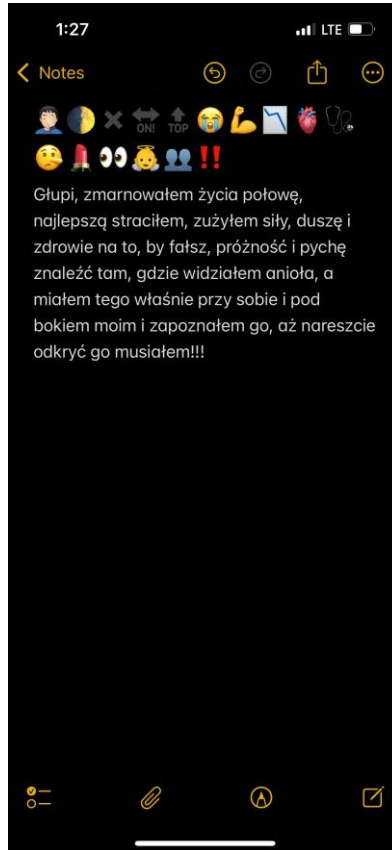 1:27 LTE
Notes
🤦🏻‍♂️🌓✖️🔛🔝😭💪📉🫀🩺
🤥💄👀👼👥‼️
Głupi, zmarnowałem życia połowę,
najlepszą straciłem, zużyłem siły, duszę i
zdrowie na to, by fałsz, próżność i pychę
znaleźć tam, gdzie widziałem anioła, a
miałem tego właśnie przy sobie i pod
bokiem moim i zapoznałem go, aż nareszcie
odkryć go musiałem!!!